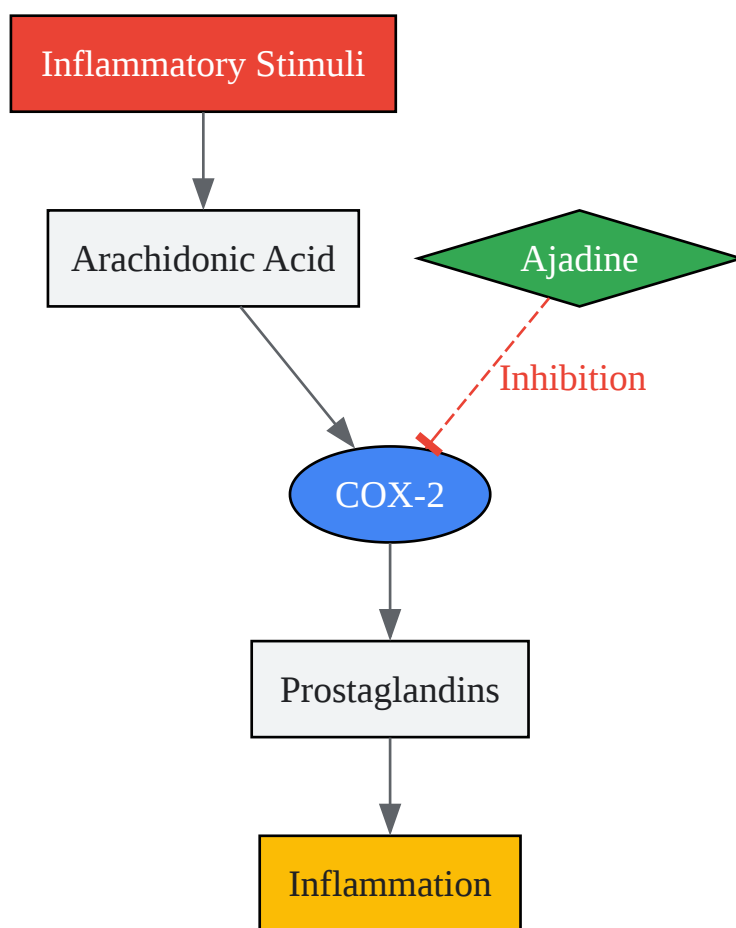 Inflammatory Stimuli
Arachidonic Acid
Ajadine
Inhibition
COX-2
Prostaglandins
Inflammation